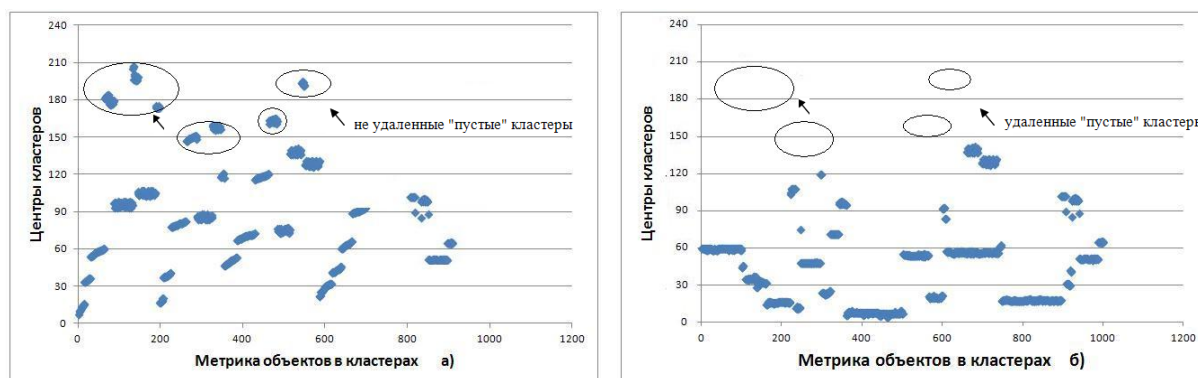 240
210
180
150
120
90
60
30
0
Центры кластеров
не удаленные "пустые" кластеры
0 200 400 600 800 1000 1200
Метрика объектов в кластерах а)
240
210
180
150
120
90
60
30
0
Центры кластеров
удаленные "пустые" кластеры
0 200 400 600 800 1000 1200
Метрика объектов в кластерах б)